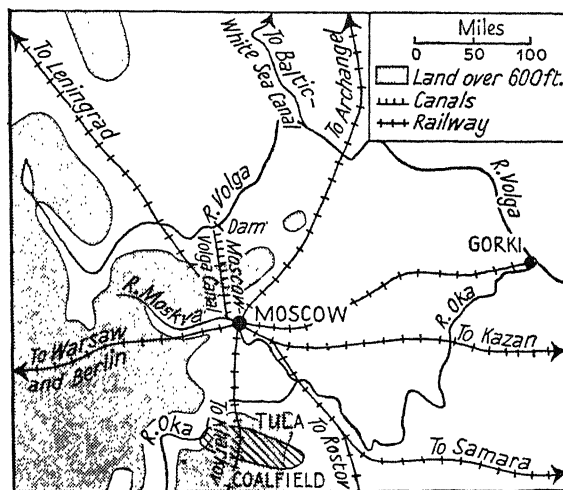 Miles
0 50 100
Land over 600ft.
Canals
Railway
To Leningrad
To Baltic-
White Sea Canal
To Archangel
R. Volga
R. Volga
Dam
Moscow
Volga Canal
GORKI
R. Moskva
MOSCOW
R. Oka
To Kazan
To Warsaw
and Berlin
R. Oka
To Kharkov
TULA
COALFIELD
To Rostov
To Samara